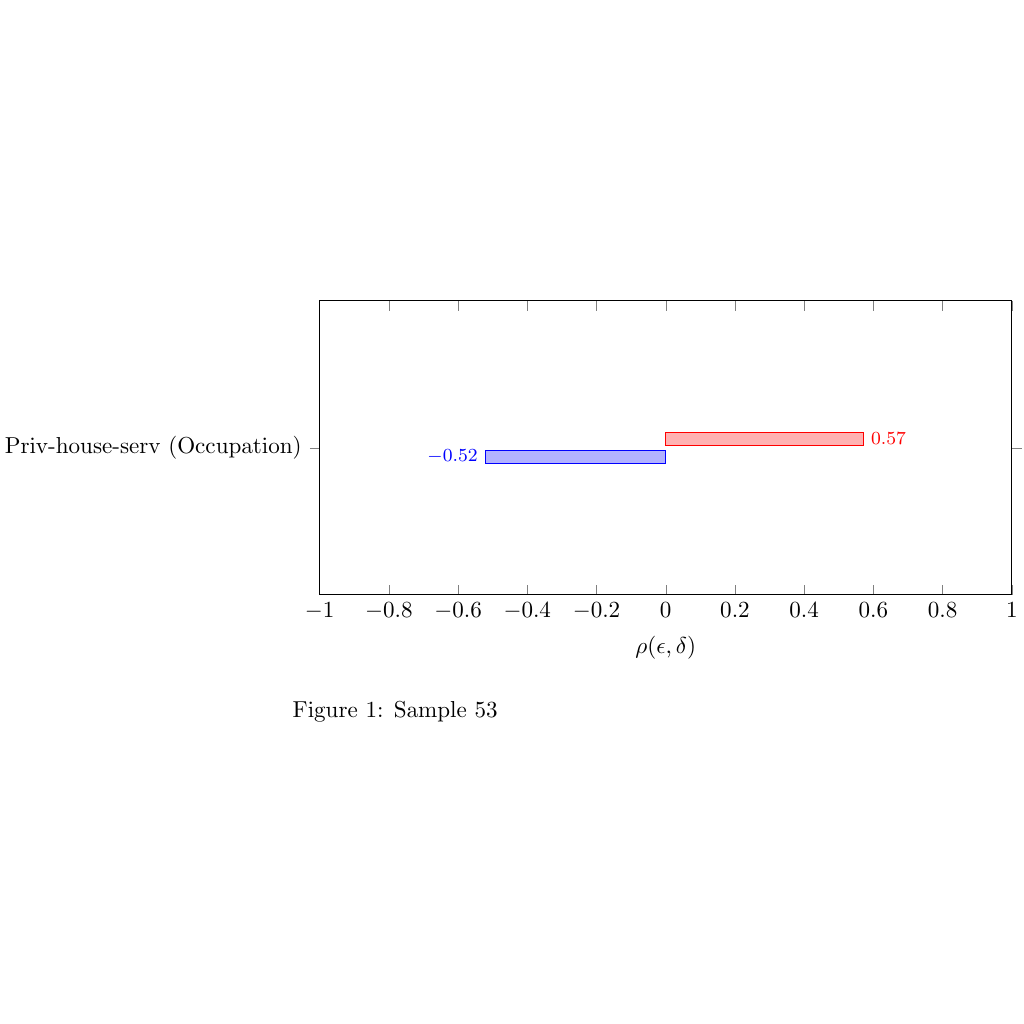 Priv-house-serv (Occupation)
0.57
−0.52
−1 −0.8 −0.6 −0.4 −0.2 0 0.2 0.4 0.6 0.8 1
ρ(ϵ, δ)
Figure 1: Sample 53